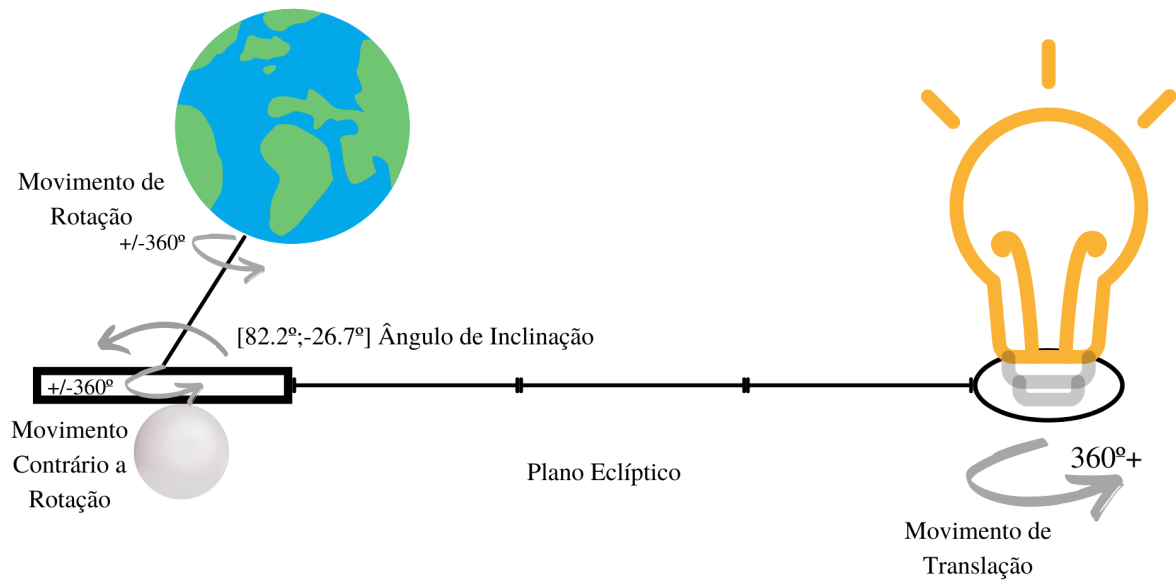 Movimento de
Rotação
+/-360º
[82.2º;-26.7º] Ângulo de Inclinação
+/-360º
Movimento
Contrário a
Rotação
Plano Eclíptico
360º+
Movimento de
Translação